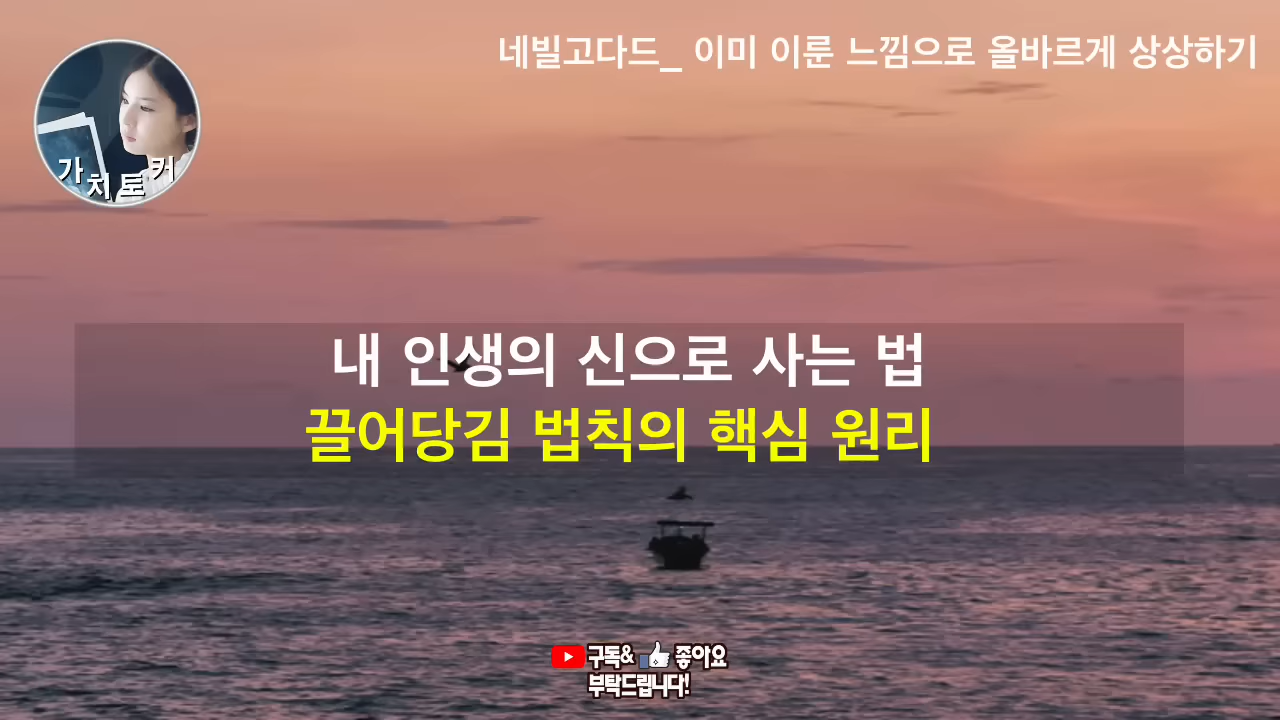 네빌고다드_ 이미 이룬 느낌으로 올바르게 상상하기
가치토커
내 인생의 신으로 사는 법
끌어당김 법칙의 핵심 원리
구독& 좋아요
부탁드립니다!